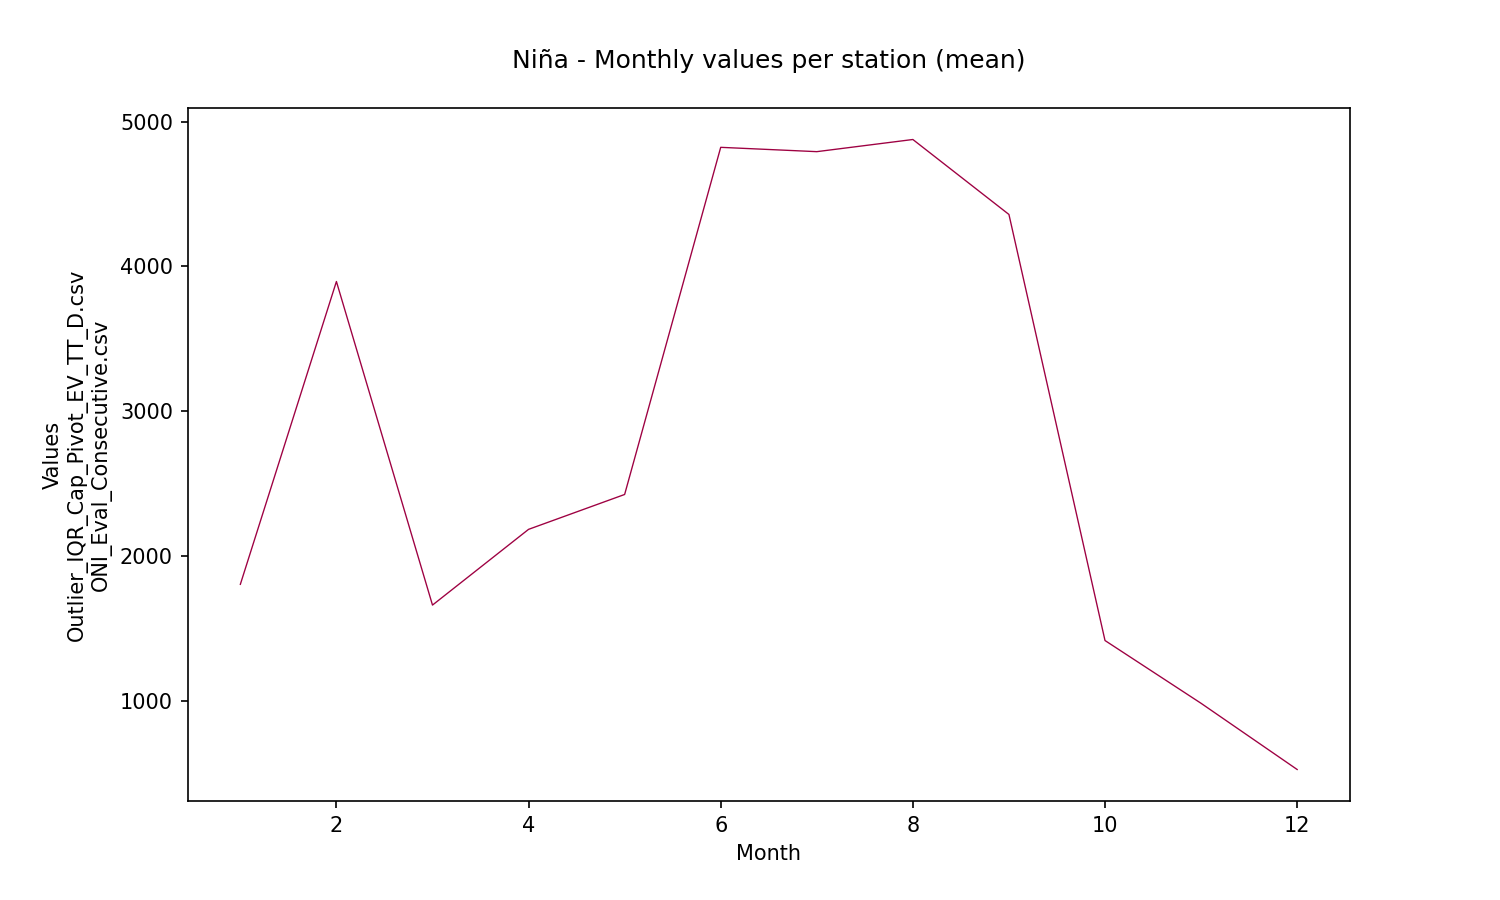 Niña - Monthly values per station (mean)
Values
Outlier_IQR_Cap_Pivot_EV_TT_D.csv
ONI_Eval_Consecutive.csv
5000
4000
3000
2000
1000
2 4 6 8 10 12
Month